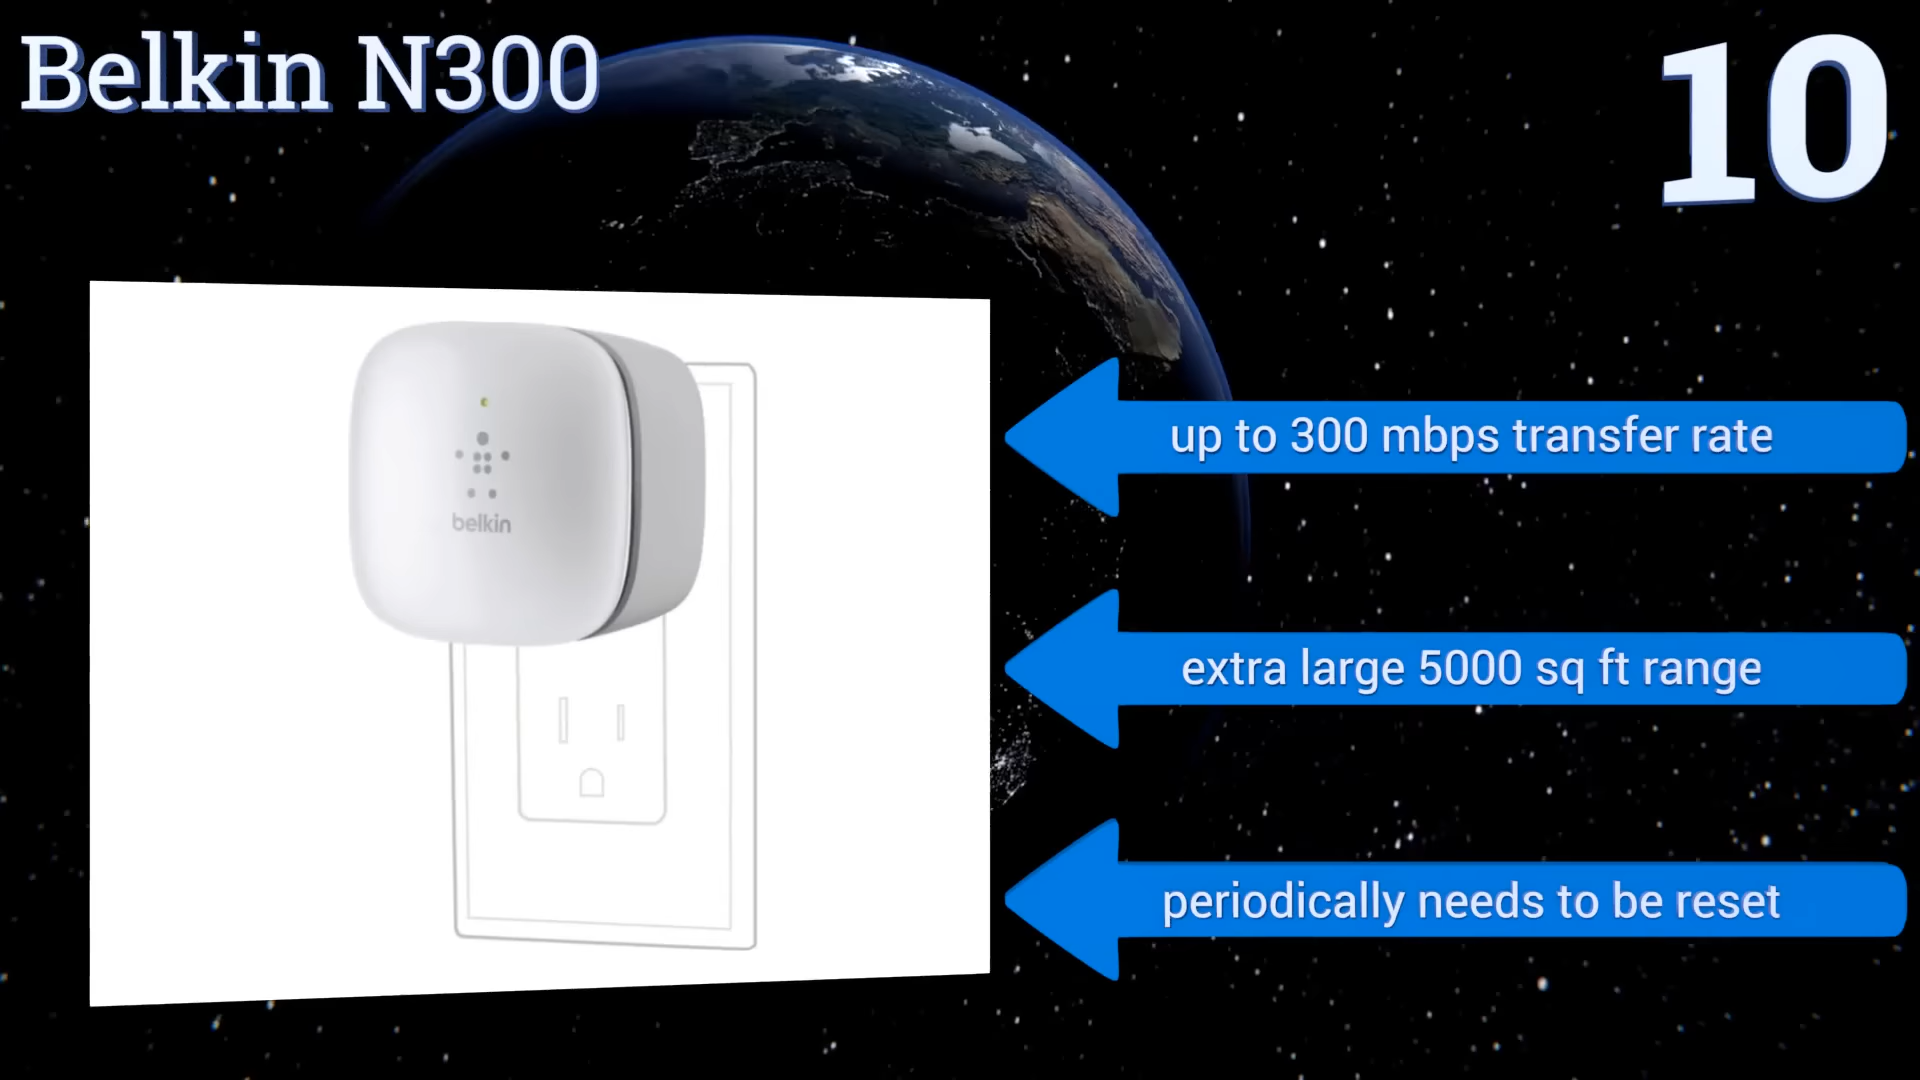 Belkin N300
10
belkin
up to 300 mbps transfer rate
extra large 5000 sq ft range
periodically needs to be reset